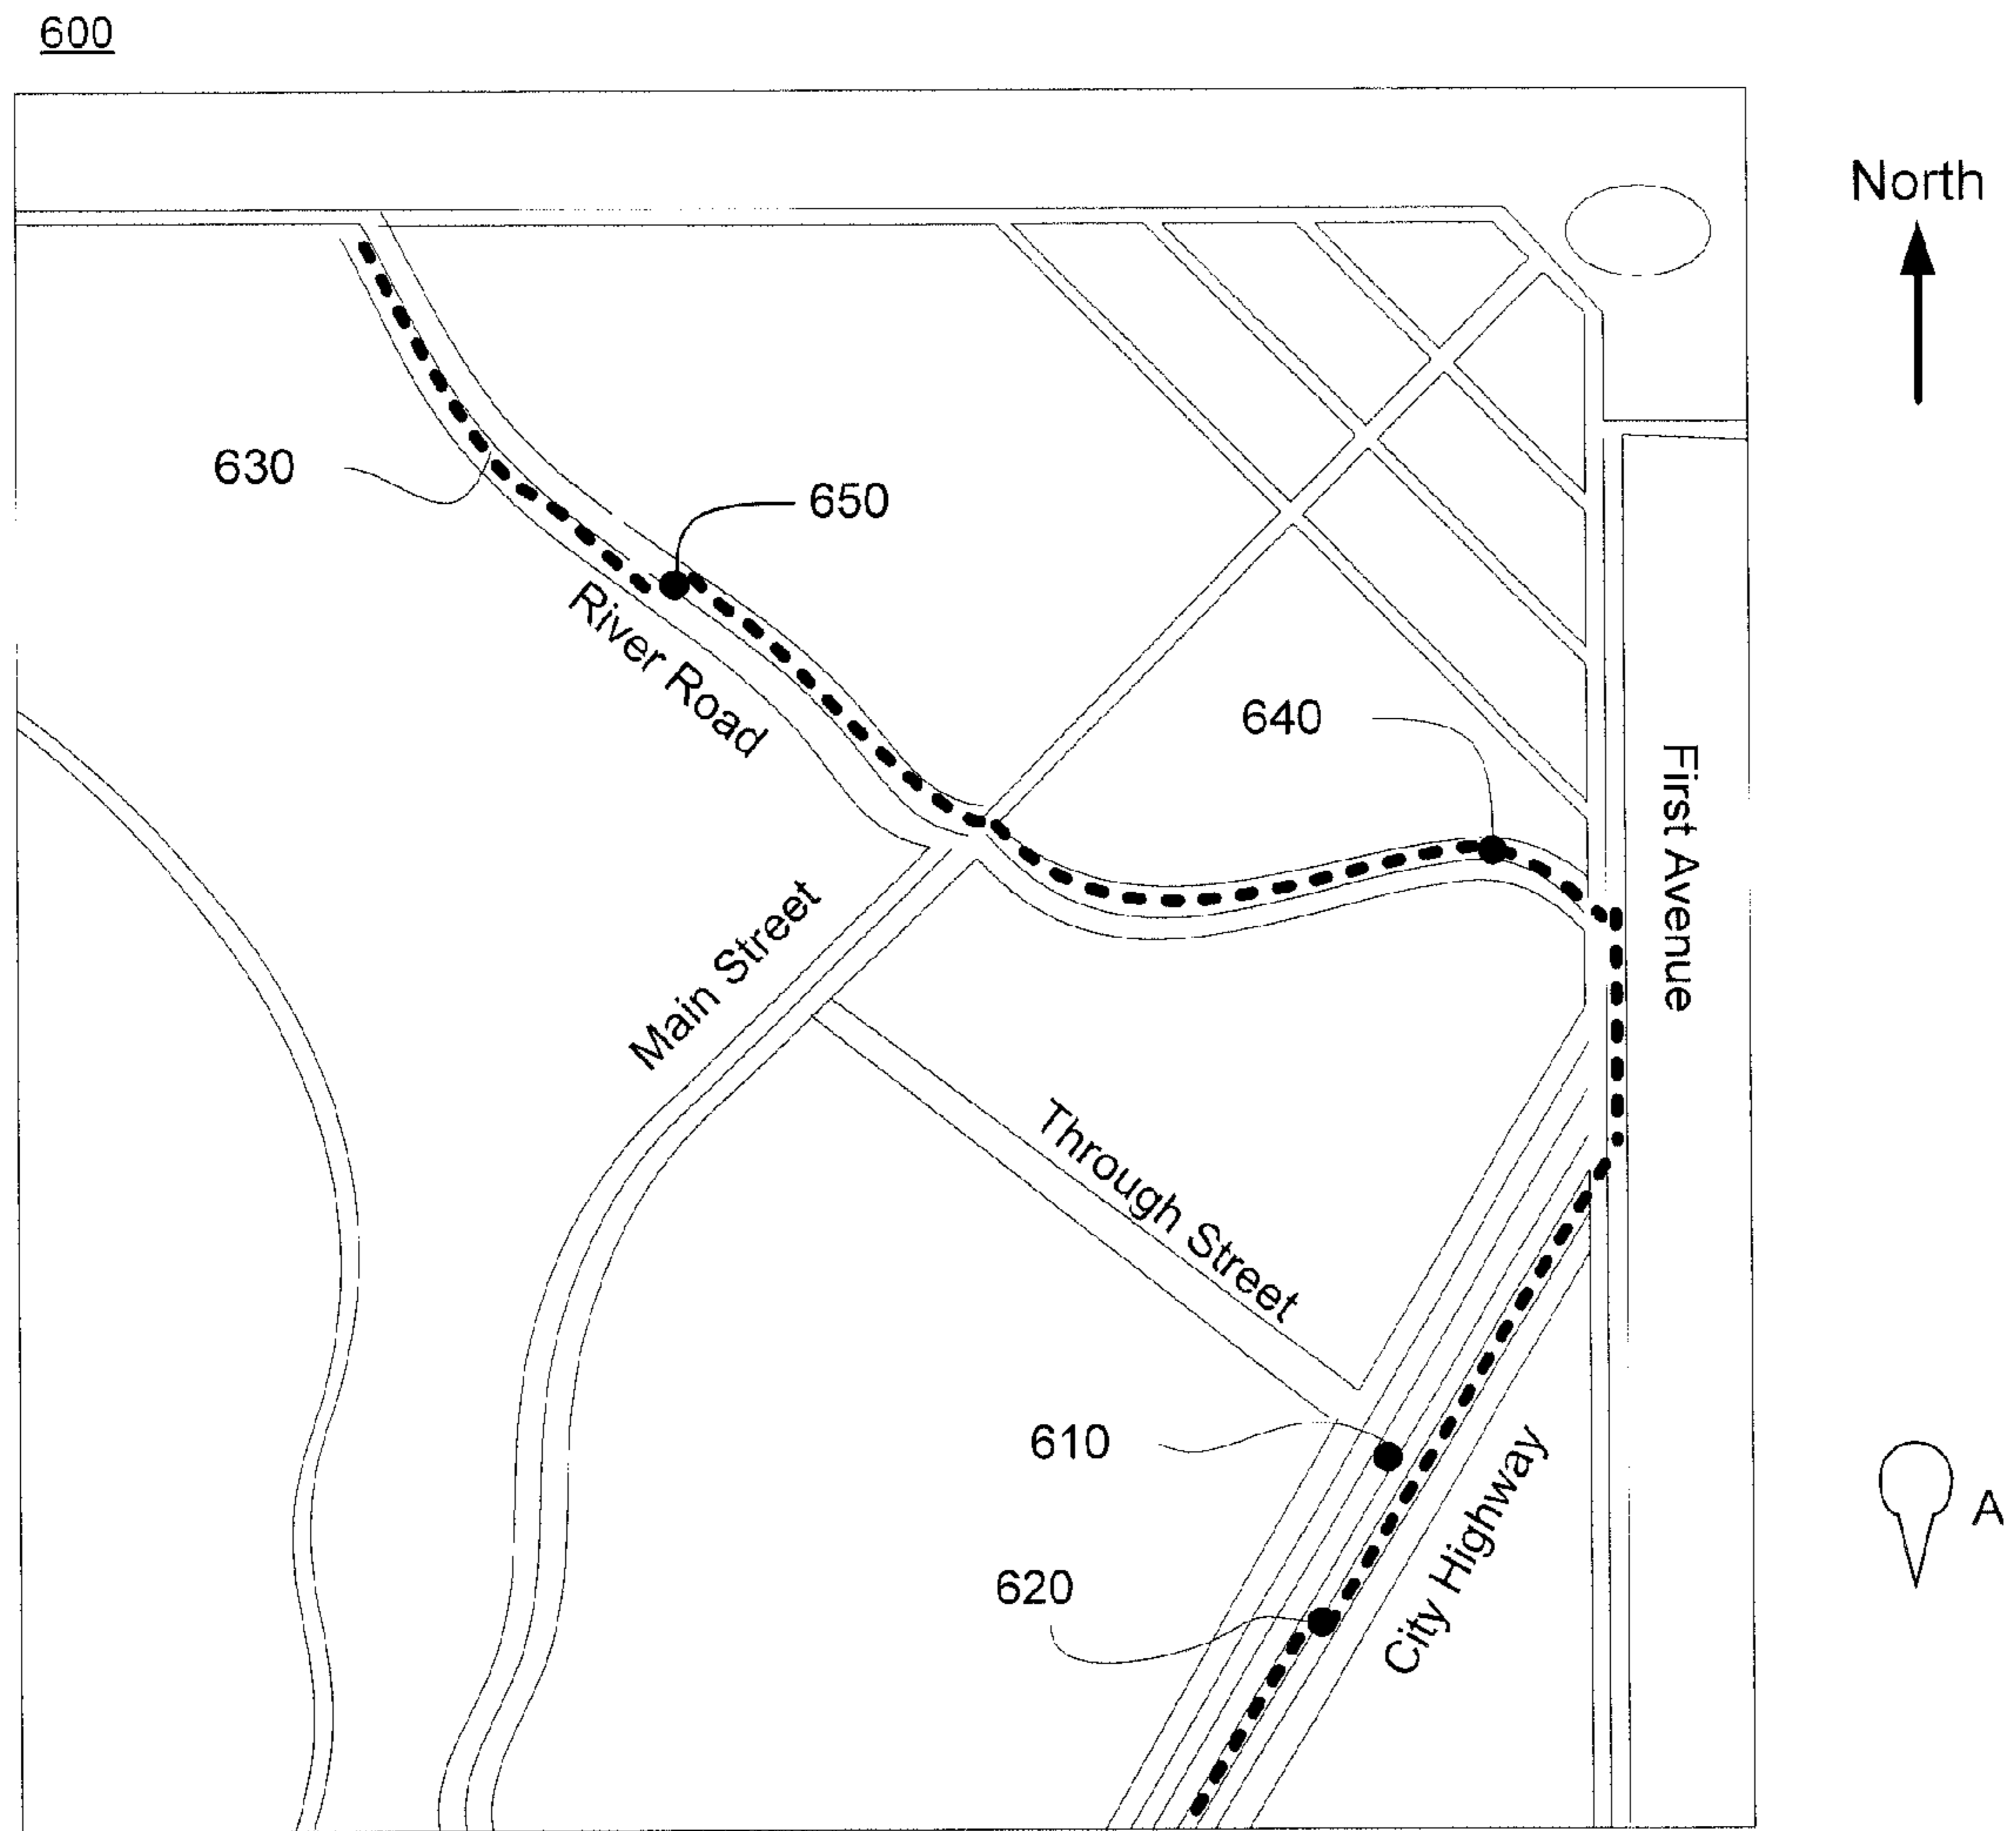 600
North
630
650
River Road
640
First Avenue
Main Street
Through Street
610
City Highway
A
620